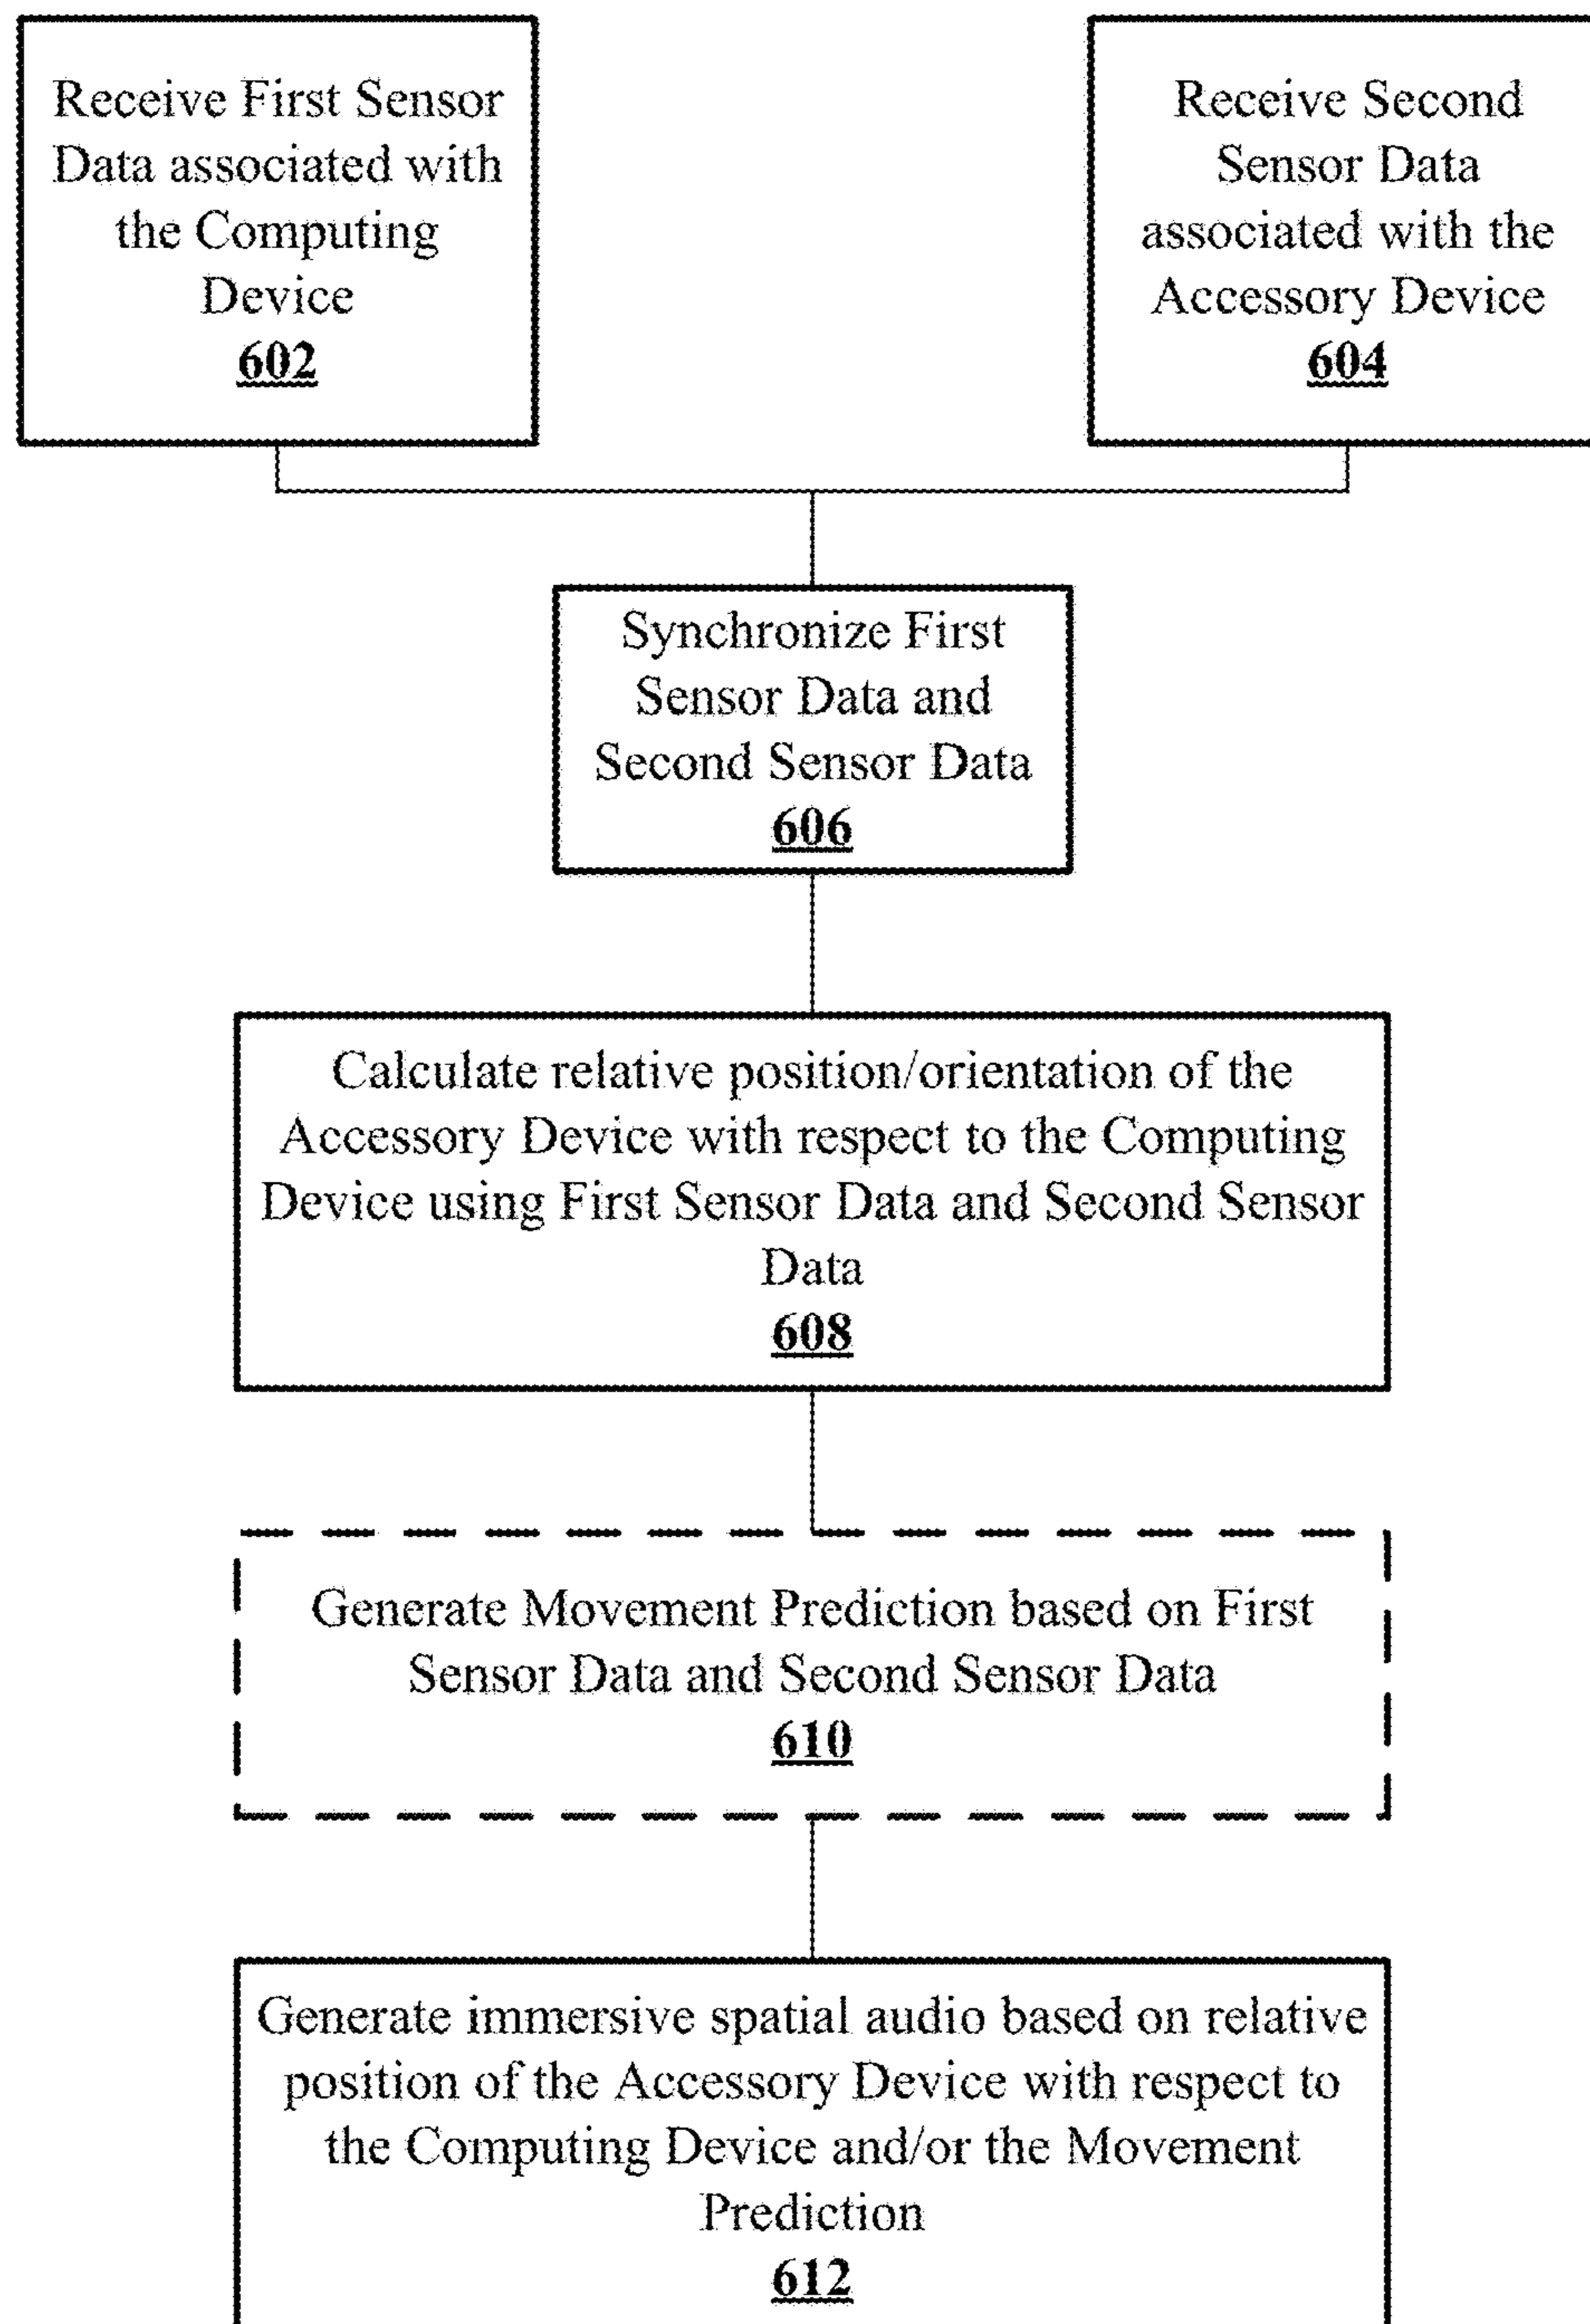 Receive First Sensor
Data associated with
the Computing
Device
602
Receive Second
Sensor Data
associated with the
Accessory Device
604
Synchronize First
Sensor Data and
Second Sensor Data
606
Calculate relative position/orientation of the
Accessory Device with respect to the Computing
Device using First Sensor Data and Second Sensor
Data
608
Generate Movement Prediction based on First
Sensor Data and Second Sensor Data
610
Generate immersive spatial audio based on relative
position of the Accessory Device with respect to
the Computing Device and/or the Movement
Prediction
612